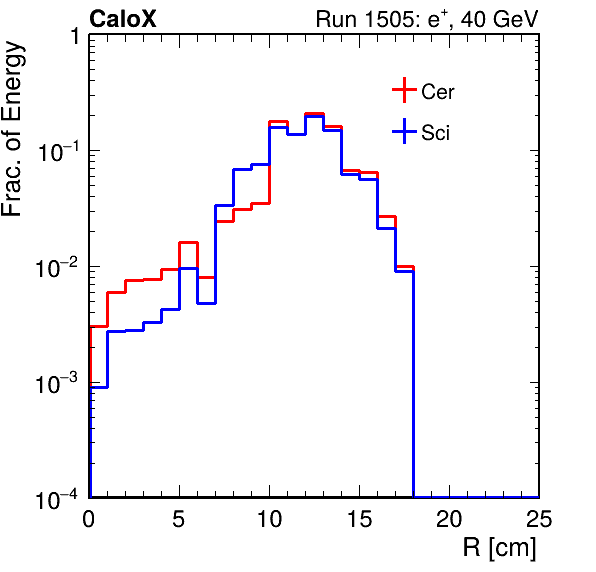 CaloX Run 1505: e⁺, 40 GeV
Frac. of Energy
1
10⁻¹
10⁻²
10⁻³
10⁻⁴
Cer
Sci
0 5 10 15 20 25
R [cm]